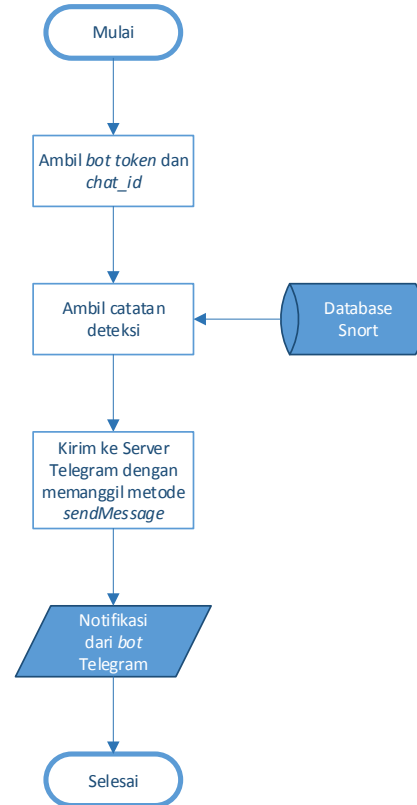 Mulai
Ambil bot token dan
chat_id
Ambil catatan
deteksi
Database
Snort
Kirim ke Server
Telegram dengan
memanggil metode
sendMessage
Notifikasi
dari bot
Telegram
Selesai